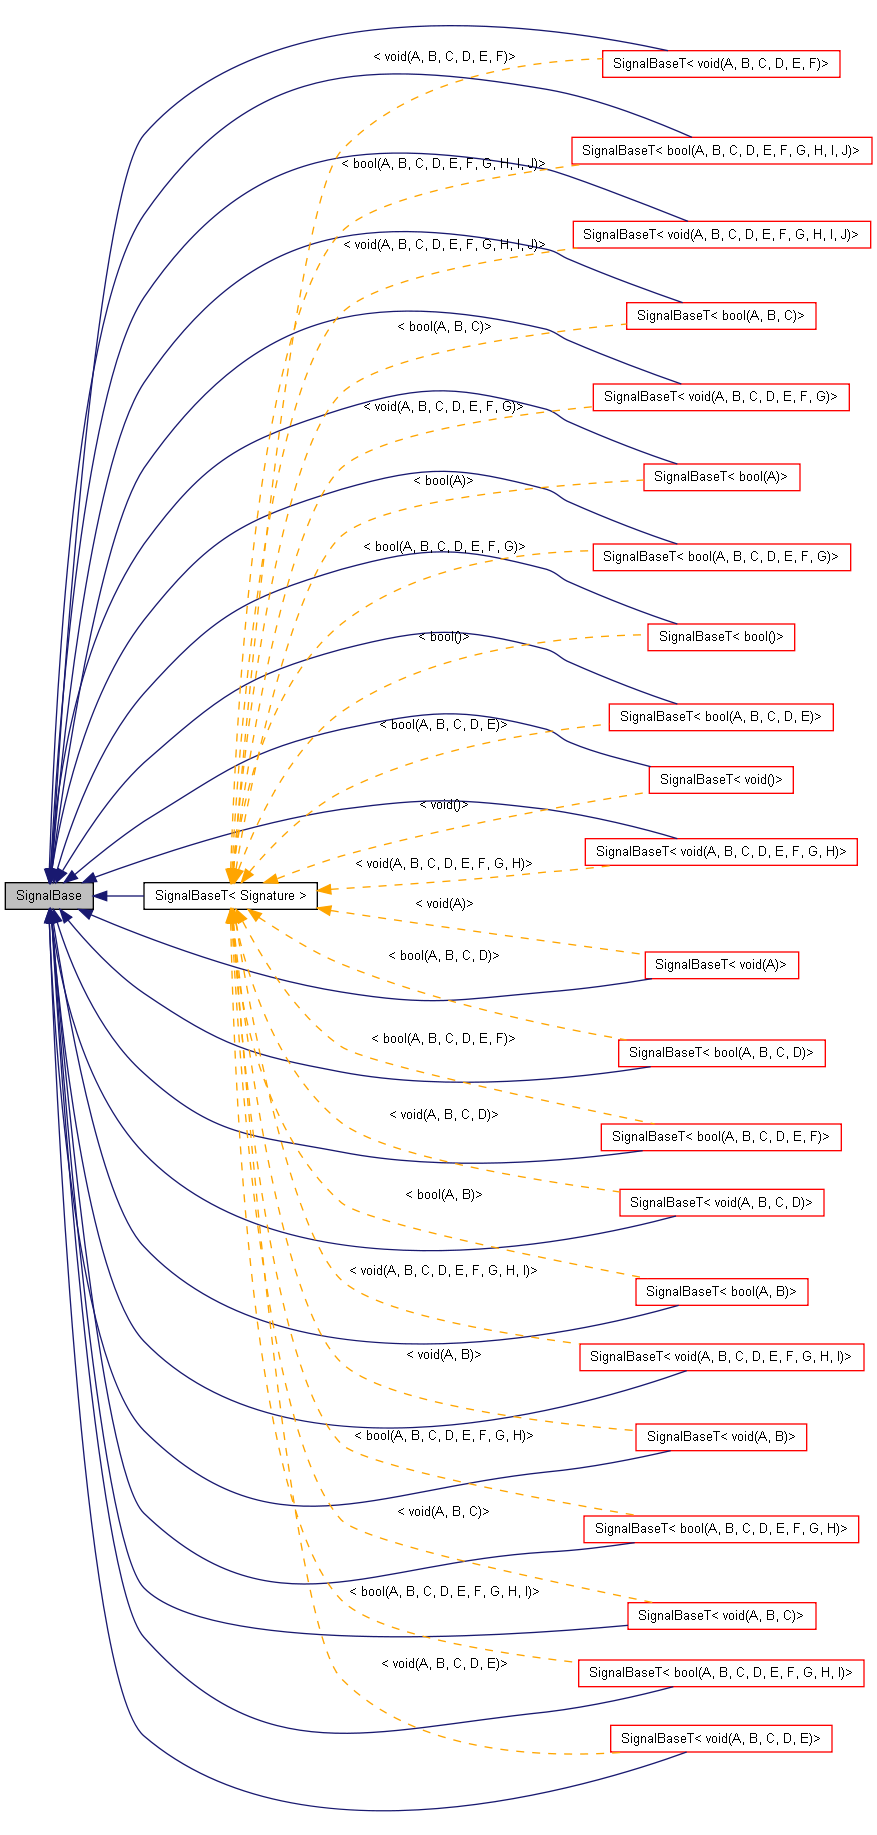 < void(A, B, C, D, E, F)>
SignalBaseT< void(A, B, C, D, E, F)>
SignalBaseT< bool(A, B, C, D, E, F, G, H, I, J)>
< bool(A, B, C, D, E, F, G, H, I, J)>
SignalBaseT< void(A, B, C, D, E, F, G, H, I, J)>
< void(A, B, C, D, E, F, G, H, I, J)>
SignalBaseT< bool(A, B, C)>
< bool(A, B, C)>
SignalBaseT< void(A, B, C, D, E, F, G)>
< void(A, B, C, D, E, F, G)>
SignalBaseT< bool(A)>
< bool(A)>
< bool(A, B, C, D, E, F, G)>
SignalBaseT< bool(A, B, C, D, E, F, G)>
< bool()>
SignalBaseT< bool()>
SignalBaseT< bool(A, B, C, D, E)>
< bool(A, B, C, D, E)>
SignalBaseT< void()>
< void()>
SignalBaseT< void(A, B, C, D, E, F, G, H)>
< void(A, B, C, D, E, F, G, H)>
SignalBase
SignalBaseT< Signature >
< void(A)>
< bool(A, B, C, D)>
SignalBaseT< void(A)>
< bool(A, B, C, D, E, F)>
SignalBaseT< bool(A, B, C, D)>
< void(A, B, C, D)>
SignalBaseT< bool(A, B, C, D, E, F)>
< bool(A, B)>
SignalBaseT< void(A, B, C, D)>
< void(A, B, C, D, E, F, G, H, I)>
SignalBaseT< bool(A, B)>
< void(A, B)>
SignalBaseT< void(A, B, C, D, E, F, G, H, I)>
< bool(A, B, C, D, E, F, G, H)>
SignalBaseT< void(A, B)>
< void(A, B, C)>
SignalBaseT< bool(A, B, C, D, E, F, G, H)>
< bool(A, B, C, D, E, F, G, H, I)>
SignalBaseT< void(A, B, C)>
< void(A, B, C, D, E)>
SignalBaseT< bool(A, B, C, D, E, F, G, H, I)>
SignalBaseT< void(A, B, C, D, E)>